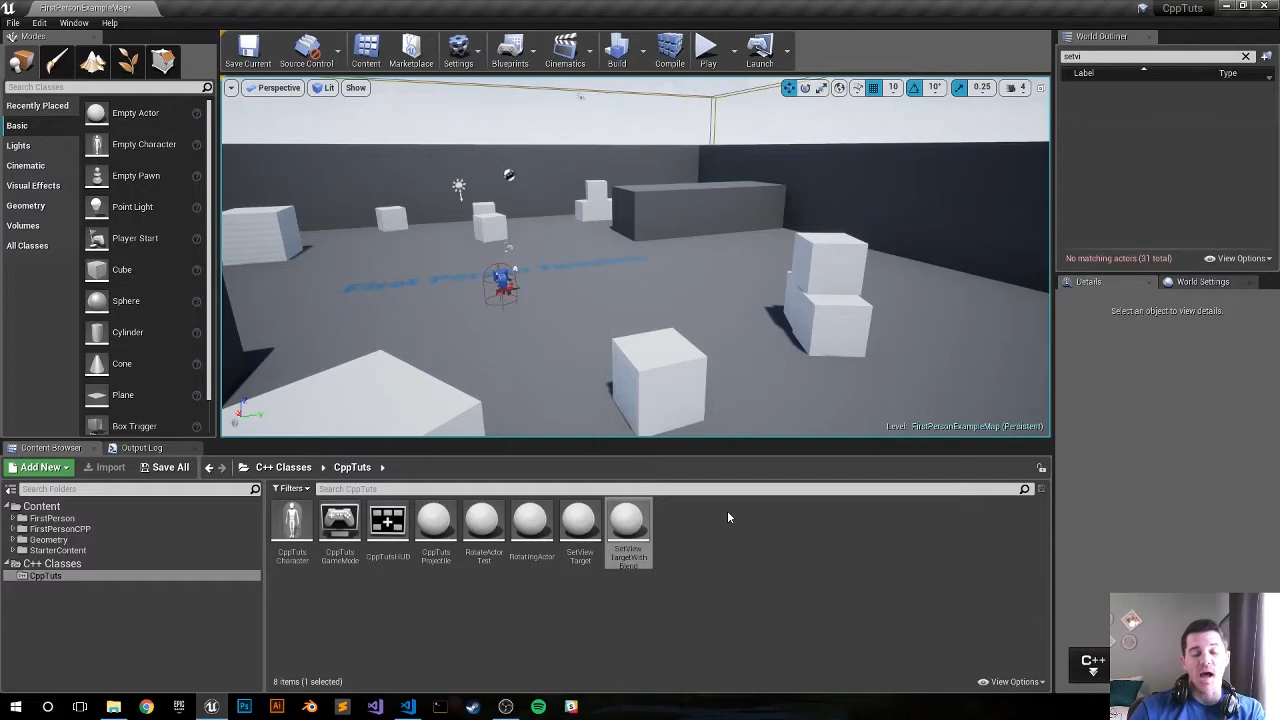 FirstPersonExampleMap*
CppTuts
File Edit Window Help
Modes
Search Classes
Recently Placed
Basic
Lights
Cinematic
Visual Effects
Geometry
Volumes
All Classes
Empty Actor
Empty Character
Empty Pawn
Point Light
Player Start
Cube
Sphere
Cylinder
Cone
Plane
Box Trigger
Save Current Source Control Content Marketplace Settings Blueprints Cinematics Build Compile Play Launch
Perspective Lit Show
10 10° 0.25 4
Level: FirstPersonExampleMap (Persistent)
World Outliner
setvi
Label Type
No matching actors (31 total) View Options
Details World Settings
Select an object to view details.
Content Browser Output Log
Add New Import Save All C++ Classes CppTuts
Search Folders
Filters Search CppTuts
Content
FirstPerson
FirstPersonCPP
Geometry
StarterContent
C++ Classes
CppTuts
CppTuts
Character
CppTuts
GameMode
CppTutsHUD
CppTuts
Projectile
RotateActor
Test
RotatingActor
SetView
Target
SetView
TargetWith
Blend
8 items (1 selected) View Options
C++